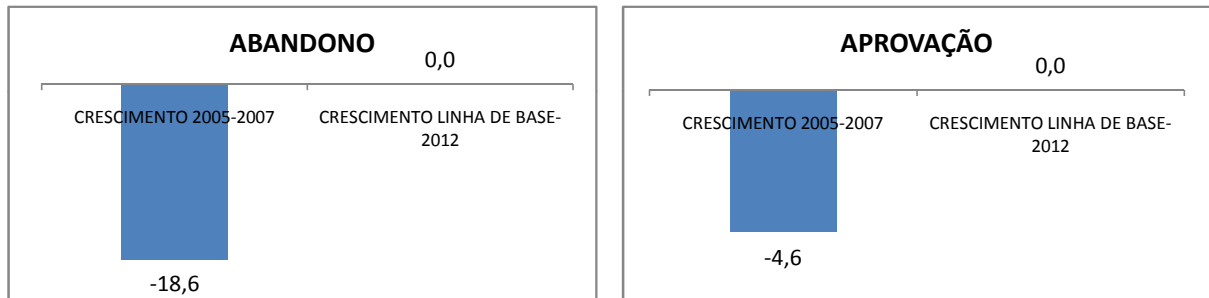 ABANDONO
0,0
CRESCIMENTO 2005-2007
CRESCIMENTO LINHA DE BASE-
2012
-18,6
APROVAÇÃO
0,0
CRESCIMENTO 2005-2007
CRESCIMENTO LINHA DE BASE-
2012
-4,6